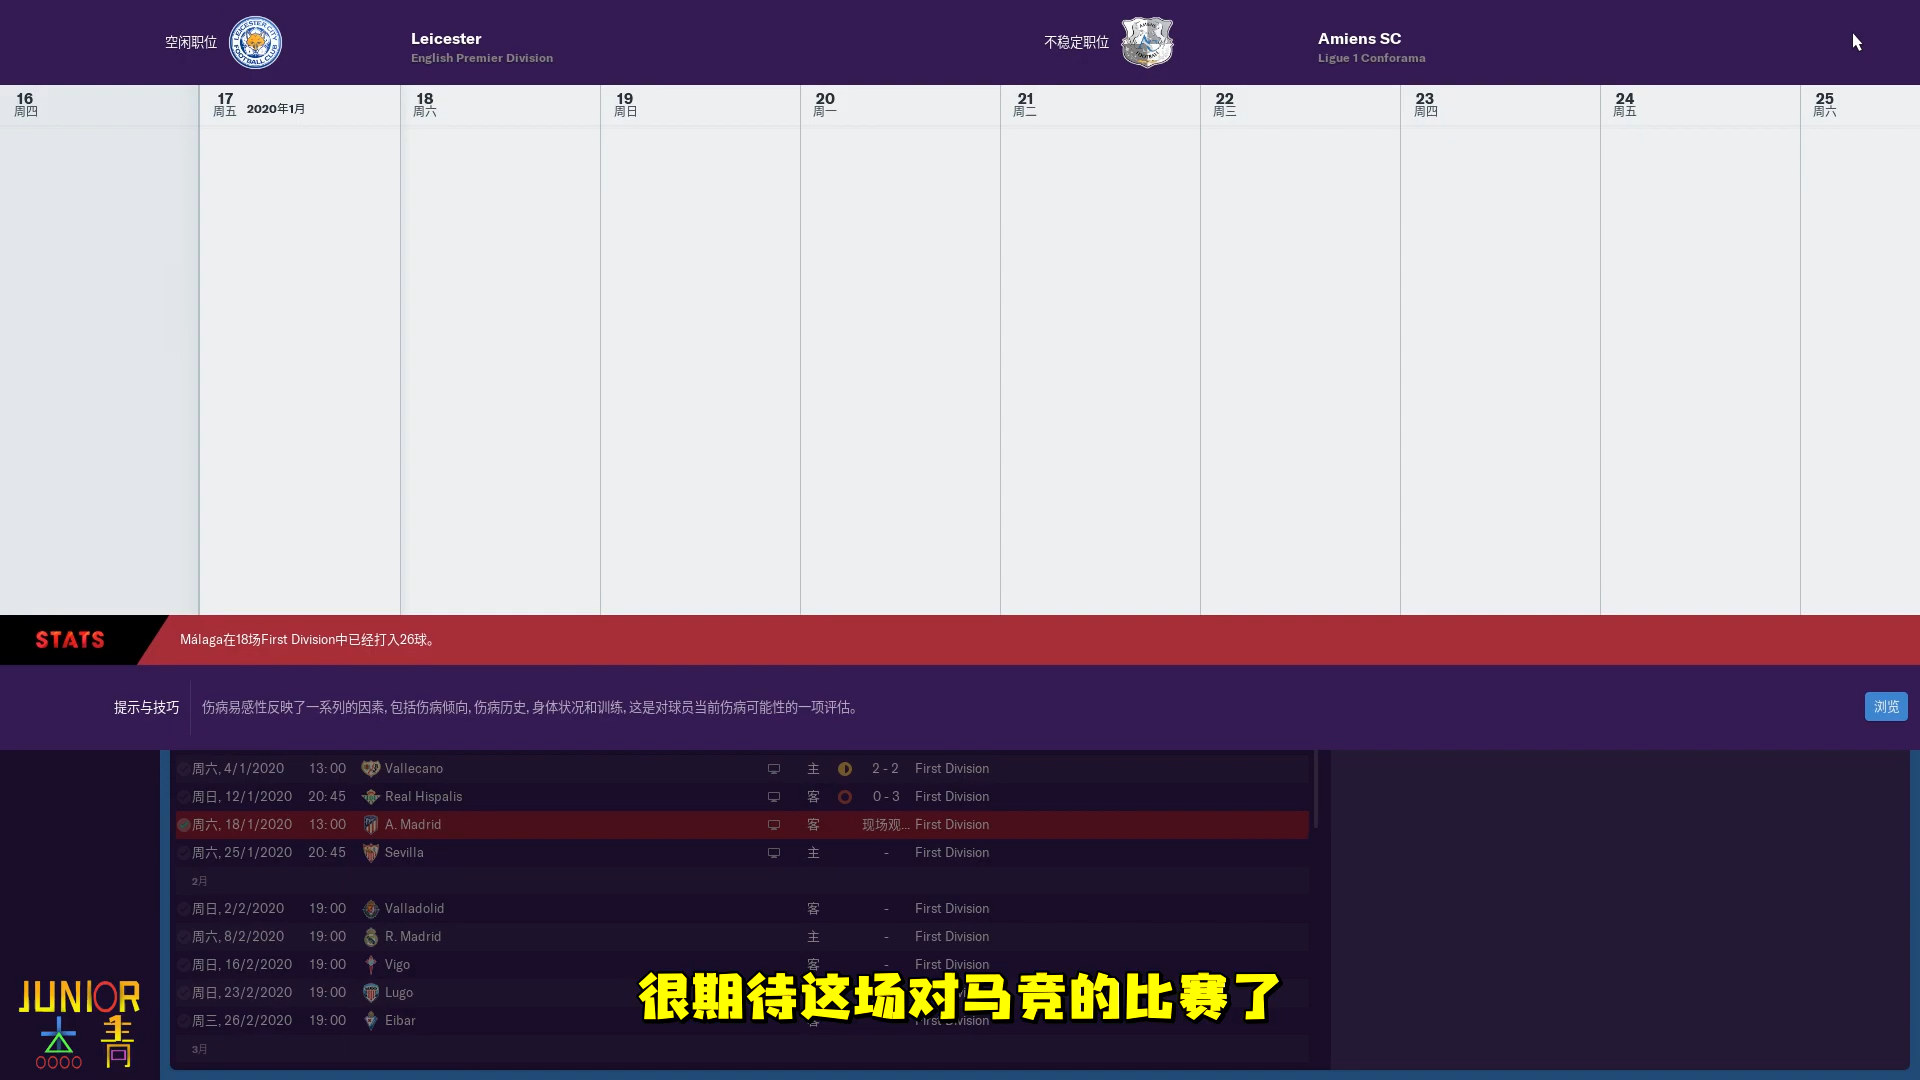 空闲职位 Leicester English Premier Division 不稳定职位 Amiens SC Ligue 1 Conforama
16 周四
17 周五 2020年1月
18 周六
19 周日
20 周一
21 周二
22 周三
23 周四
24 周五
25 周六
STATS Málaga在18场First Division中已经打入26球。
提示与技巧 伤病易感性反映了一系列的因素, 包括伤病倾向, 伤病历史, 身体状况和训练, 这是对球员当前伤病可能性的一项评估。 浏览
周六, 4/1/2020 13:00 Vallecano 主 2 - 2 First Division
周日, 12/1/2020 20:45 Real Hispalis 客 0 - 3 First Division
周六, 18/1/2020 13:00 A. Madrid 客 现场观... First Division
周六, 25/1/2020 20:45 Sevilla 主 - First Division
2月
周日, 2/2/2020 19:00 Valladolid 客 - First Division
周六, 8/2/2020 19:00 R. Madrid 主 - First Division
周日, 16/2/2020 19:00 Vigo 客 - First Division
周日, 23/2/2020 19:00 Lugo
周三, 26/2/2020 19:00 Eibar 客 First Division
3月
很期待这场对马竞的比赛了
JUNIOR